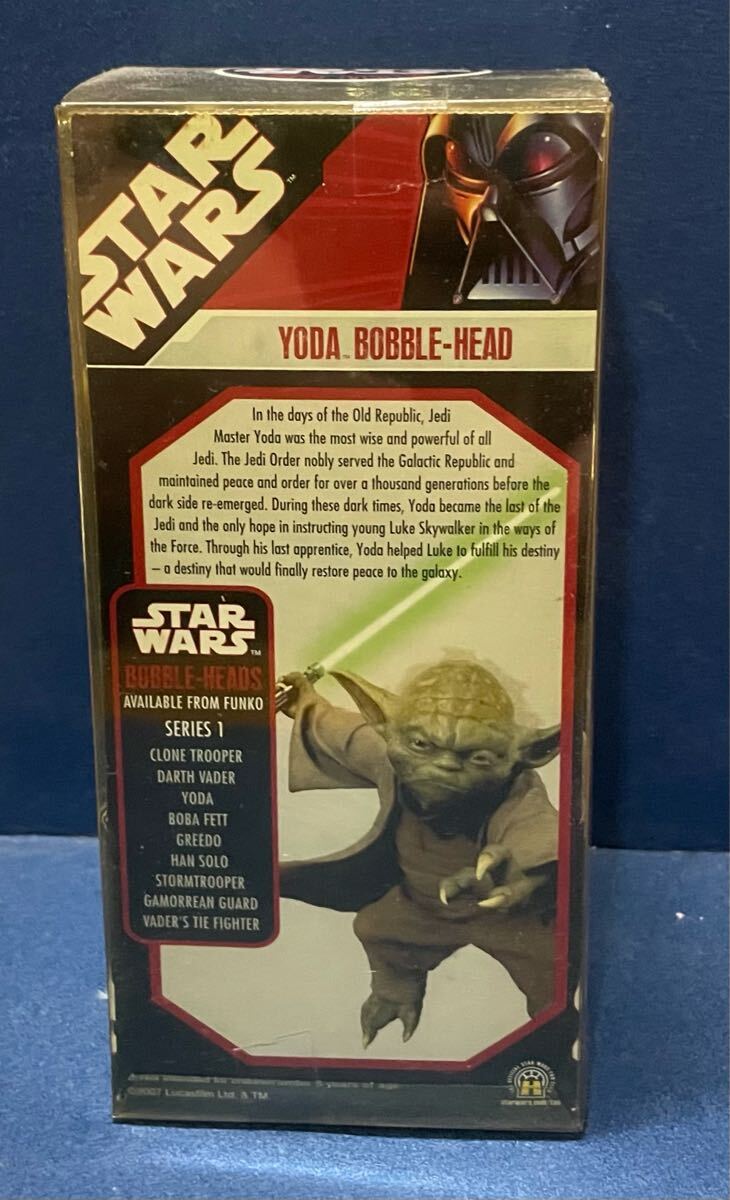 STAR
WARS™
YODA™ BOBBLE-HEAD
In the days of the Old Republic, Jedi
Master Yoda was the most wise and powerful of all
Jedi. The Jedi Order nobly served the Galactic Republic and
maintained peace and order for over a thousand generations before the
dark side re-emerged. During these dark times, Yoda became the last of the
Jedi and the only hope in instructing young Luke Skywalker in the ways of
the Force. Through his last apprentice, Yoda helped Luke to fulfill his destiny
– a destiny that would finally restore peace to the galaxy.
STAR
WARS™
BOBBLE-HEADS
AVAILABLE FROM FUNKO
SERIES 1
CLONE TROOPER
DARTH VADER
YODA
BOBA FETT
GREEDO
HAN SOLO
STORMTROOPER
GAMORREAN GUARD
VADER'S TIE FIGHTER
years of age
©2007 Lucasfilm Ltd. & TM